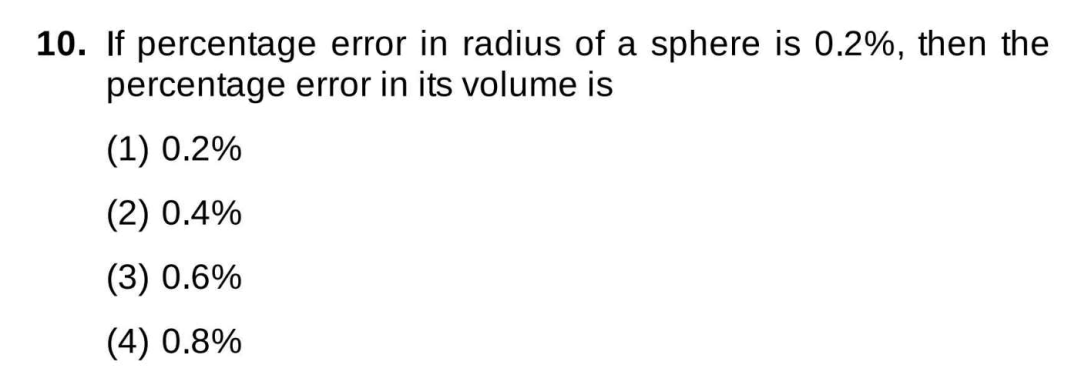 10. If percentage error in radius of a sphere is 0.2%, then the
percentage error in its volume is
(1) 0.2%
(2) 0.4%
(3) 0.6%
(4) 0.8%